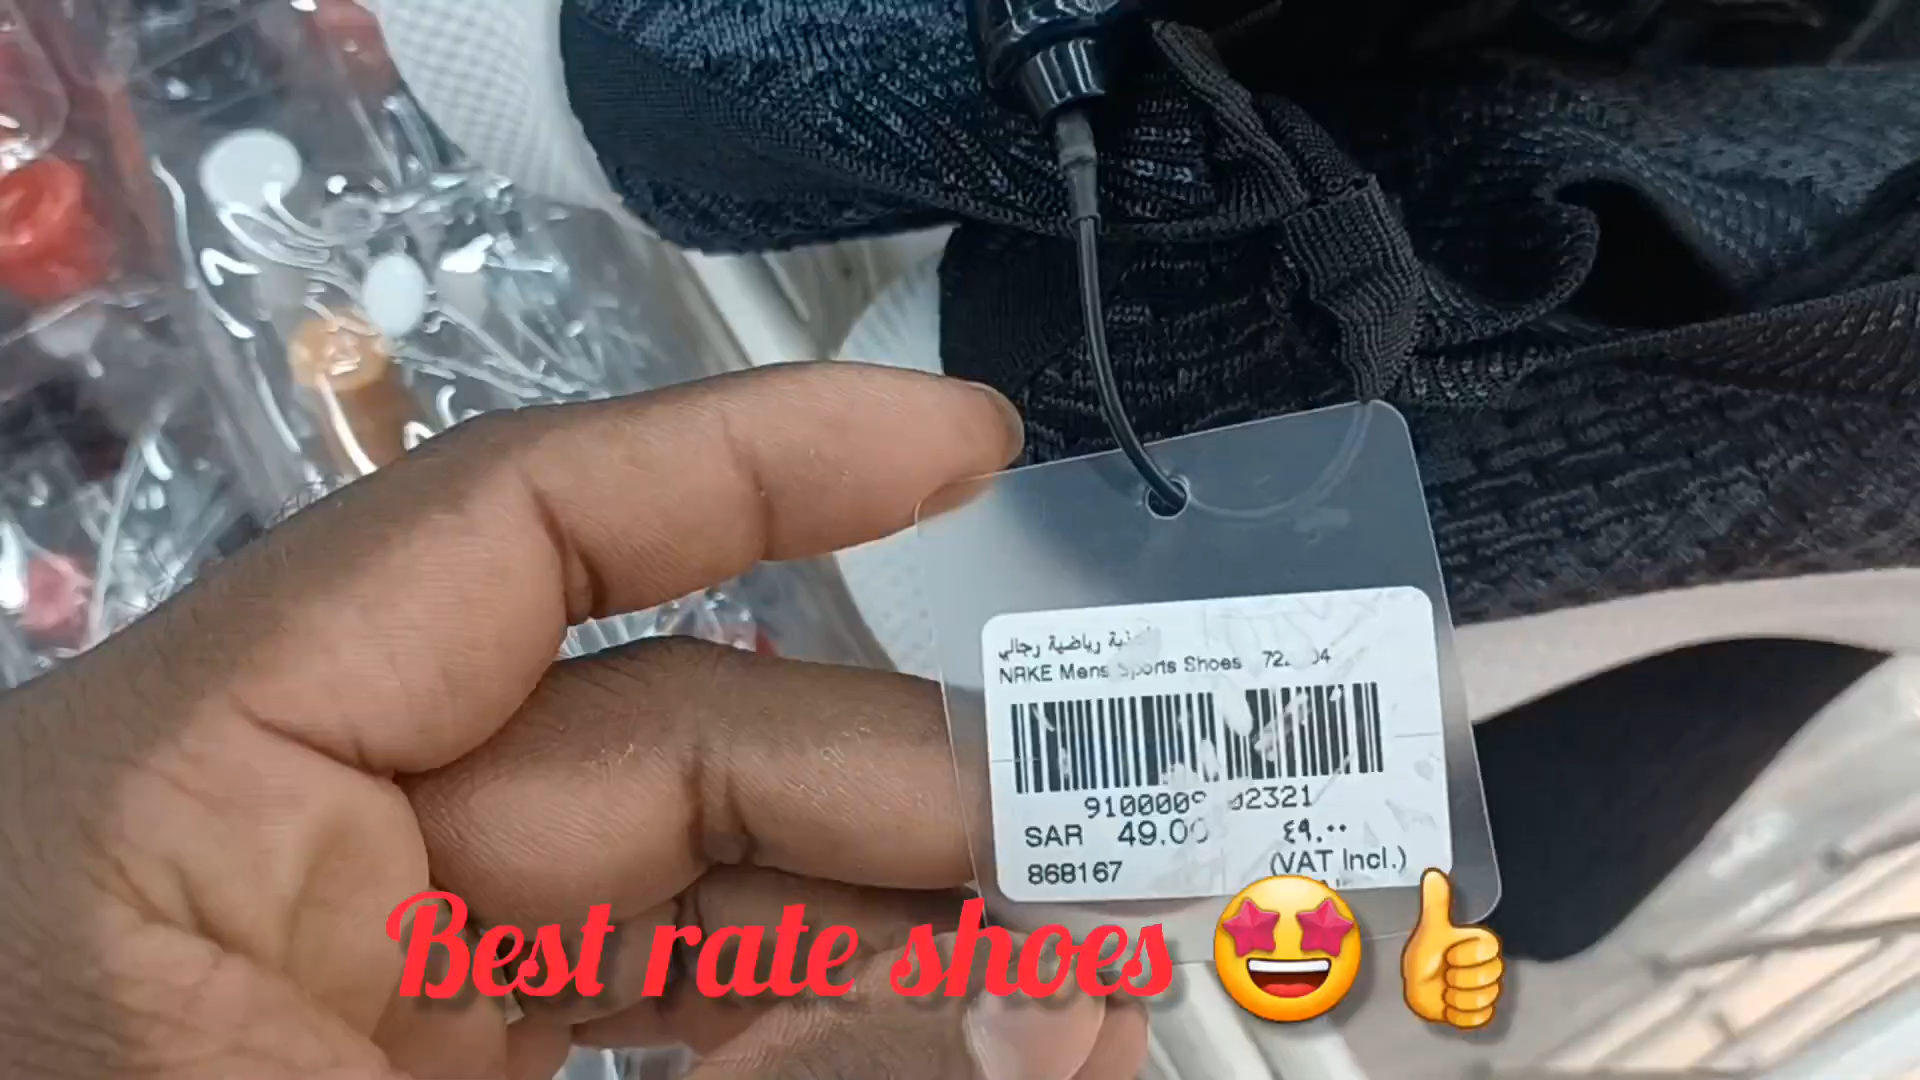 رياضية رجالي
NRKE Mens Shoes
SAR 49.00 ٤٩.٠٠
868167 (VAT Incl.)
Best rate shoes 🤩👍